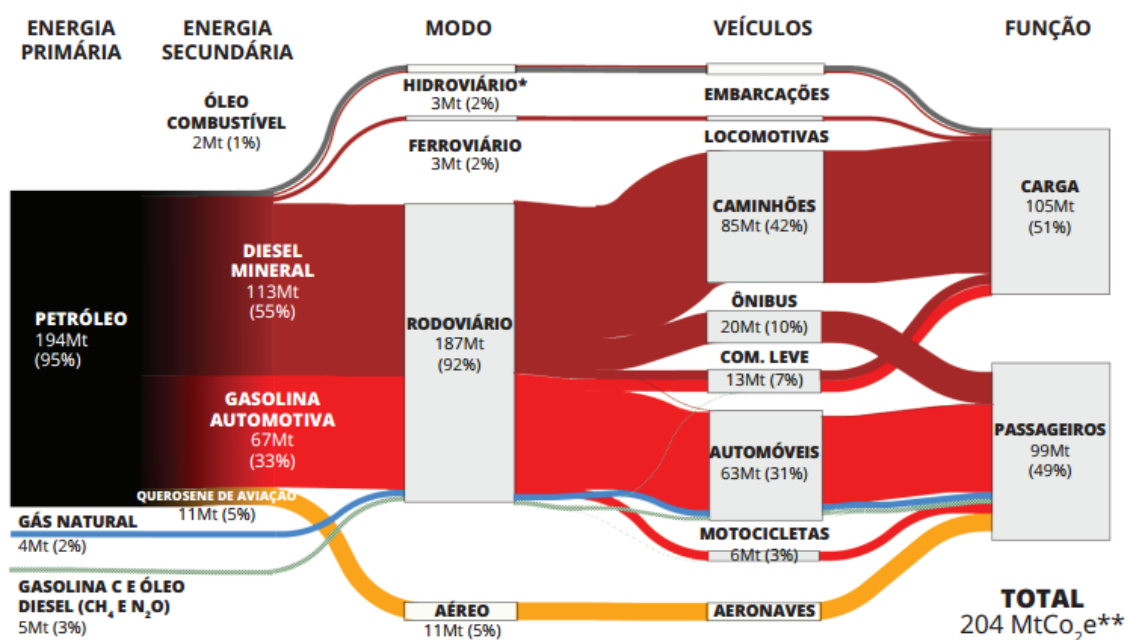 ENERGIA
PRIMÁRIA
ENERGIA
SECUNDÁRIA
MODO
VEÍCULOS
FUNÇÃO
ÓLEO
COMBUSTÍVEL
2Mt (1%)
HIDROVIÁRIO*
3Mt (2%)
FERROVIÁRIO
3Mt (2%)
EMBARCAÇÕES
LOCOMOTIVAS
PETRÓLEO
194Mt
(95%)
DIESEL
MINERAL
113Mt
(55%)
GASOLINA
AUTOMOTIVA
67Mt
(33%)
QUEROSENE DE AVIAÇÃO
11Mt (5%)
GÁS NATURAL
4Mt (2%)
GASOLINA C E ÓLEO
DIESEL (CH₄ E N₂O)
5Mt (3%)
RODOVIÁRIO
187Mt
(92%)
AÉREO
11Mt (5%)
CAMINHÕES
85Mt (42%)
ÔNIBUS
20Mt (10%)
COM. LEVE
13Mt (7%)
AUTOMÓVEIS
63Mt (31%)
MOTOCICLETAS
6Mt (3%)
AERONAVES
CARGA
105Mt
(51%)
PASSAGEIROS
99Mt
(49%)
TOTAL
204 MtCo₂e**